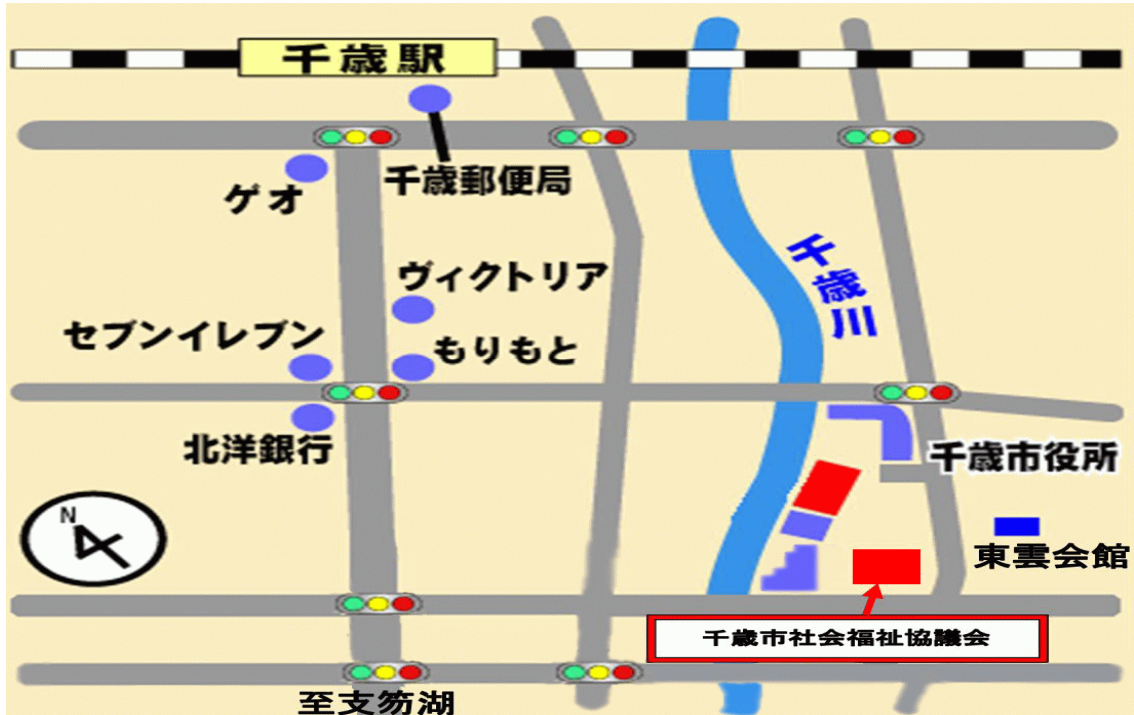 千歳駅
千歳郵便局
ゲオ
千歳川
ヴィクトリア
セブンイレブン
もりもと
北洋銀行
千歳市役所
N
東雲会館
千歳市社会福祉協議会
至支笏湖